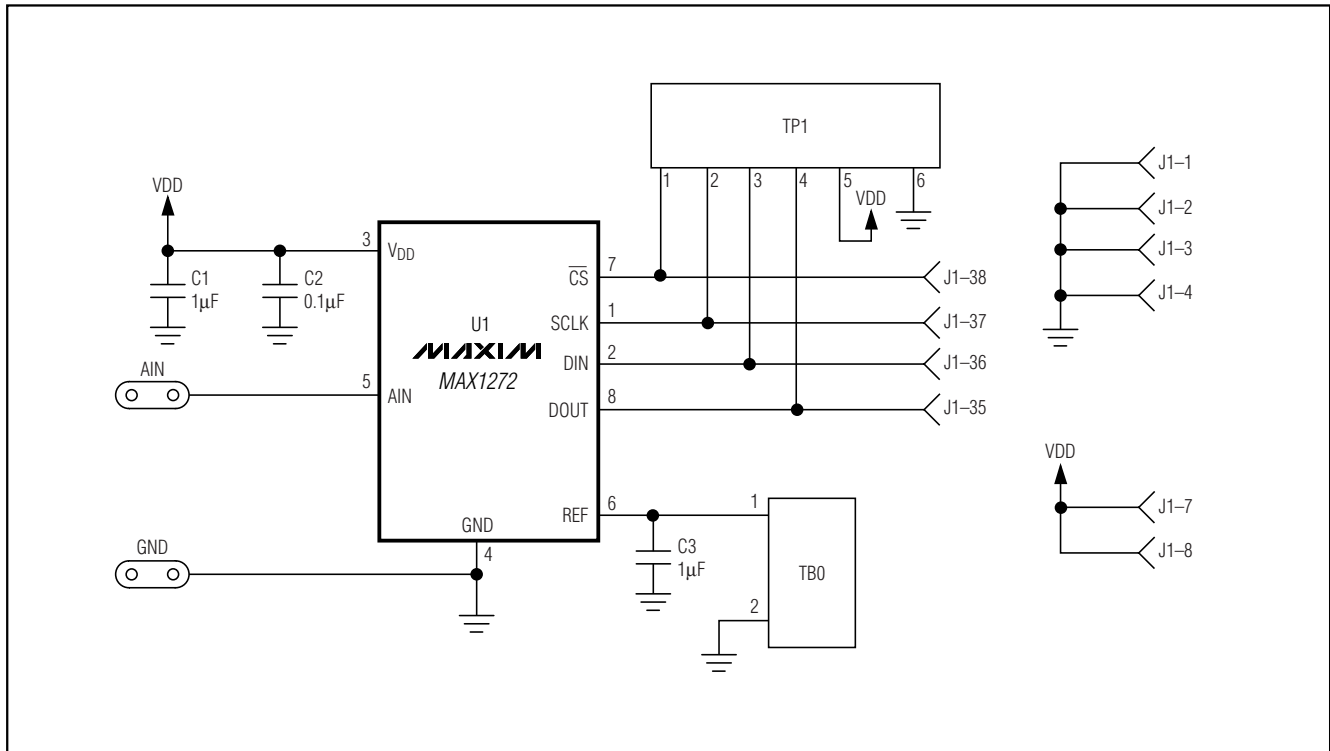 TP1
1 2 3 4 5 6
VDD
VDD
C1
1μF
C2
0.1μF
3 VDD
U1
MAXIM
MAX1272
AIN
5 AIN
GND
GND
4
C̅S̅ 7
J1–38
SCLK 1
J1–37
DIN 2
J1–36
DOUT 8
J1–35
REF 6
C3
1μF
1
TB0
2
J1–1
J1–2
J1–3
J1–4
VDD
J1–7
J1–8